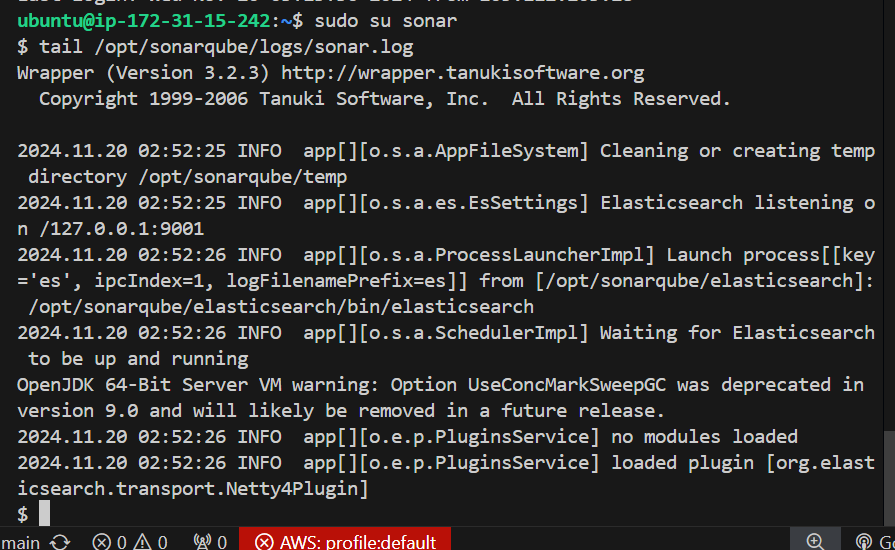 ubuntu@ip-172-31-15-242:~$ sudo su sonar
$ tail /opt/sonarqube/logs/sonar.log
Wrapper (Version 3.2.3) http://wrapper.tanukisoftware.org
  Copyright 1999-2006 Tanuki Software, Inc.  All Rights Reserved.

2024.11.20 02:52:25 INFO  app[][o.s.a.AppFileSystem] Cleaning or creating temp
 directory /opt/sonarqube/temp
2024.11.20 02:52:25 INFO  app[][o.s.a.es.EsSettings] Elasticsearch listening o
n /127.0.0.1:9001
2024.11.20 02:52:26 INFO  app[][o.s.a.ProcessLauncherImpl] Launch process[[key
='es', ipcIndex=1, logFilenamePrefix=es]] from [/opt/sonarqube/elasticsearch]:
 /opt/sonarqube/elasticsearch/bin/elasticsearch
2024.11.20 02:52:26 INFO  app[][o.s.a.SchedulerImpl] Waiting for Elasticsearch
 to be up and running
OpenJDK 64-Bit Server VM warning: Option UseConcMarkSweepGC was deprecated in
version 9.0 and will likely be removed in a future release.
2024.11.20 02:52:26 INFO  app[][o.e.p.PluginsService] no modules loaded
2024.11.20 02:52:26 INFO  app[][o.e.p.PluginsService] loaded plugin [org.elast
icsearch.transport.Netty4Plugin]
$
main 0 0 0 AWS: profile:default